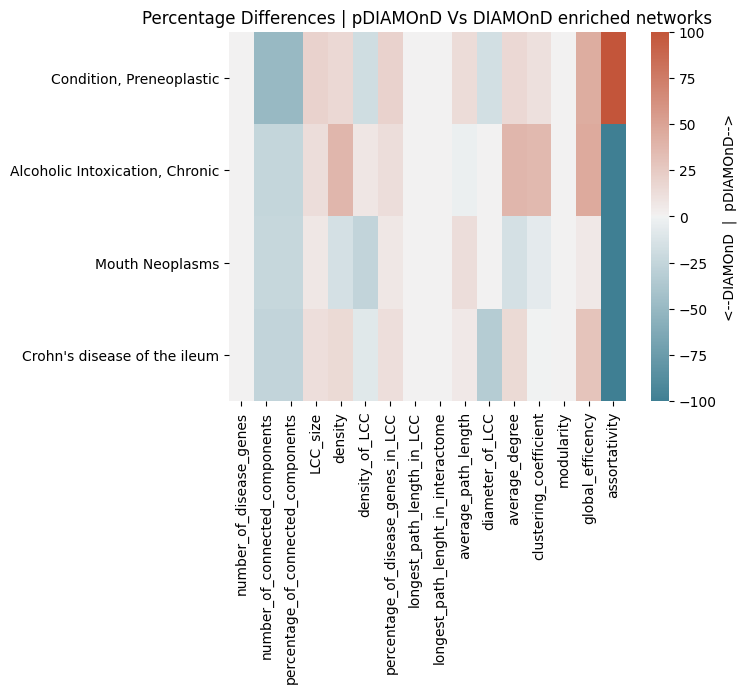 Percentage Differences | pDIAMOnD Vs DIAMOnD enriched networks
Condition, Preneoplastic
Alcoholic Intoxication, Chronic
Mouth Neoplasms
Crohn's disease of the ileum
number_of_disease_genes
number_of_connected_components
percentage_of_connected_components
LCC_size
density
density_of_LCC
percentage_of_disease_genes_in_LCC
longest_path_length_in_LCC
longest_path_lenght_in_interactome
average_path_length
diameter_of_LCC
average_degree
clustering_coefficient
modularity
global_efficency
assortativity
100
75
50
25
0
−25
−50
−75
−100
<--DIAMOnD | pDIAMOnD-->